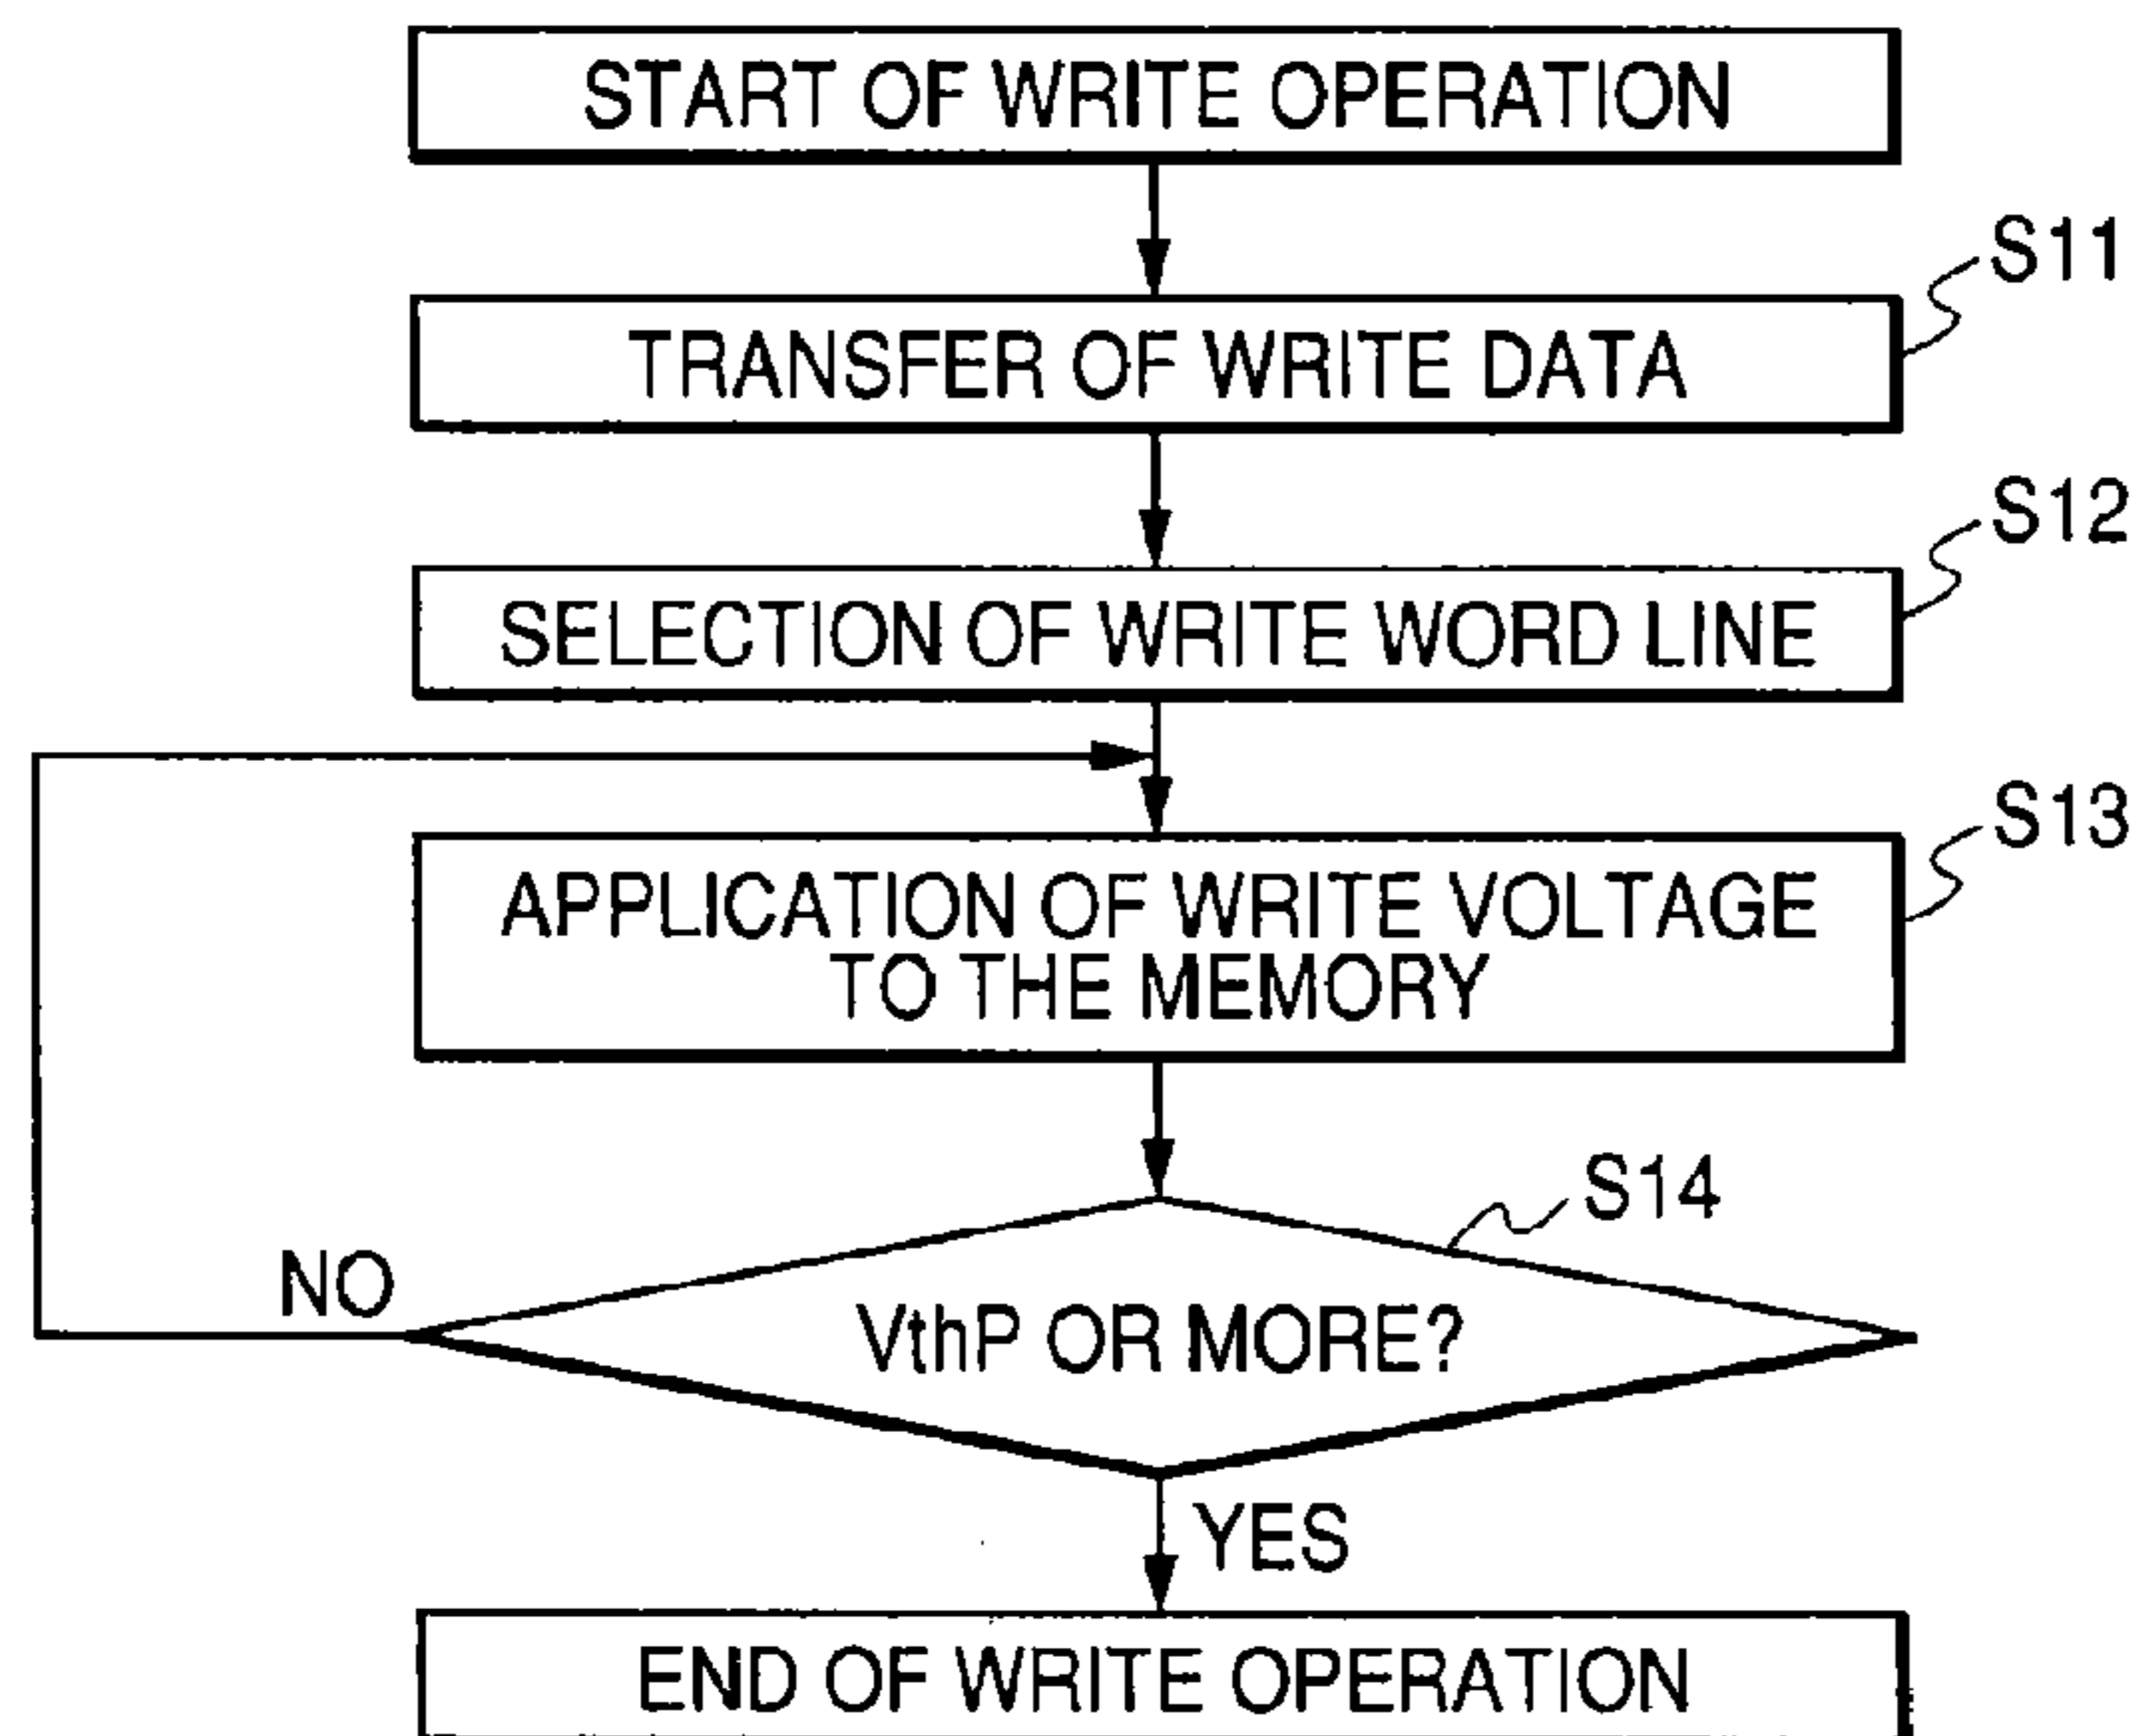 START OF WRITE OPERATION
S11
TRANSFER OF WRITE DATA
S12
SELECTION OF WRITE WORD LINE
S13
APPLICATION OF WRITE VOLTAGE
TO THE MEMORY
S14
NO
VthP OR MORE?
YES
END OF WRITE OPERATION